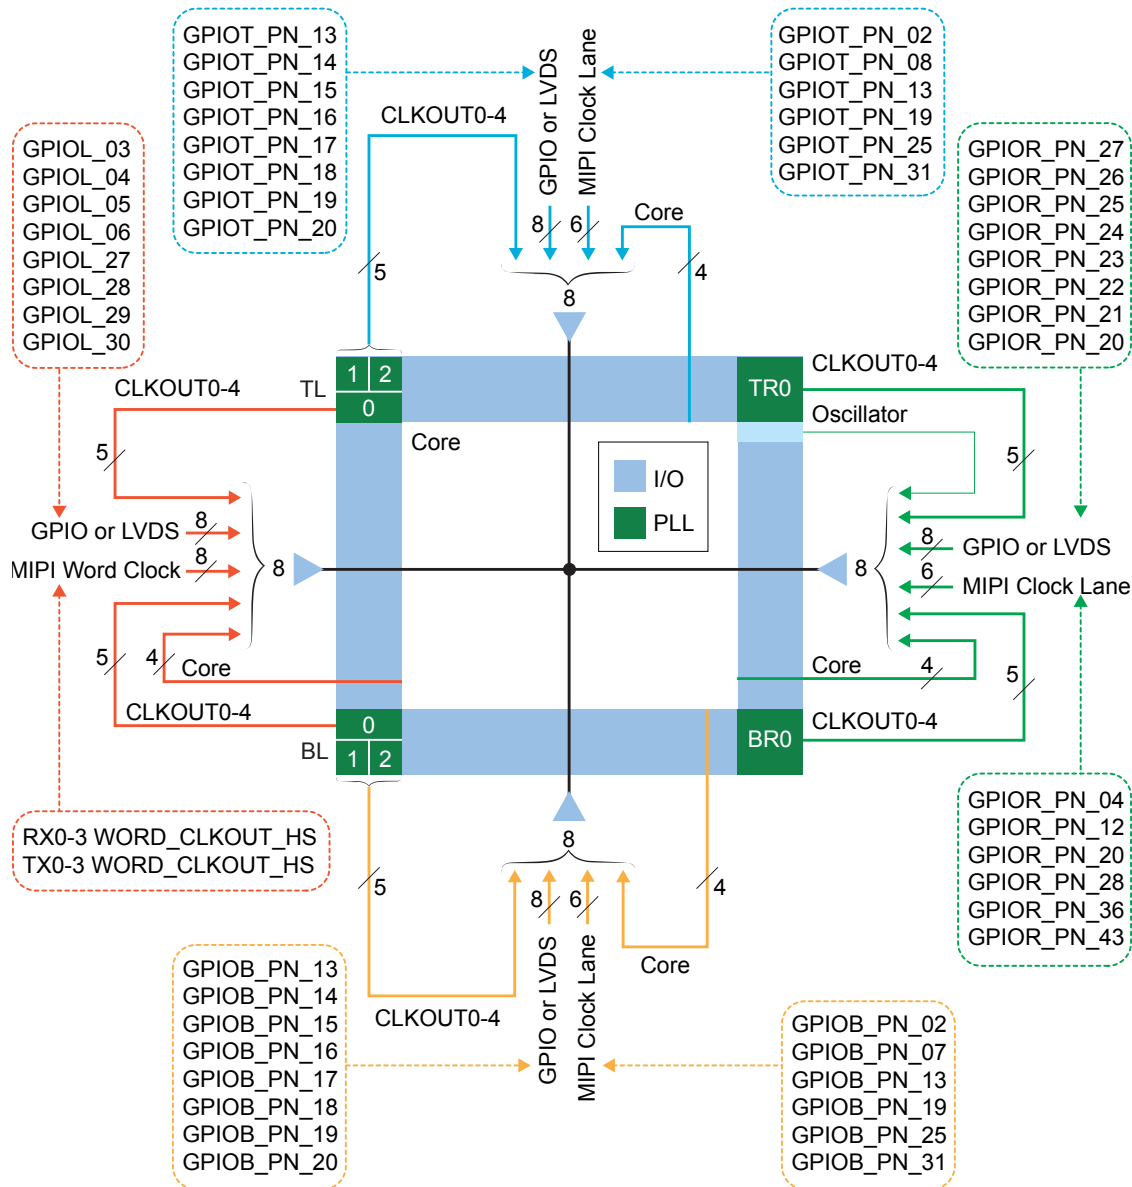 GPIOT_PN_13
GPIOT_PN_14
GPIOT_PN_15
GPIOT_PN_16
GPIOT_PN_17
GPIOT_PN_18
GPIOT_PN_19
GPIOT_PN_20
GPIO or LVDS
MIPI Clock Lane
GPIOT_PN_02
GPIOT_PN_08
GPIOT_PN_13
GPIOT_PN_19
GPIOT_PN_25
GPIOT_PN_31
GPIOL_03
GPIOL_04
GPIOL_05
GPIOL_06
GPIOL_27
GPIOL_28
GPIOL_29
GPIOL_30
GPIOR_PN_27
GPIOR_PN_26
GPIOR_PN_25
GPIOR_PN_24
GPIOR_PN_23
GPIOR_PN_22
GPIOR_PN_21
GPIOR_PN_20
CLKOUT0-4
8
6
Core
5
4
8
CLKOUT0-4
TL
1 2
0
TR0
CLKOUT0-4
Oscillator
Core
I/O
PLL
5
5
GPIO or LVDS
8
MIPI Word Clock
8
8
8
8
GPIO or LVDS
6
MIPI Clock Lane
5
4
Core
Core
4
5
CLKOUT0-4
0
BL
1 2
BR0
CLKOUT0-4
8
5
8
6
4
Core
CLKOUT0-4
GPIO or LVDS
MIPI Clock Lane
RX0-3 WORD_CLKOUT_HS
TX0-3 WORD_CLKOUT_HS
GPIOR_PN_04
GPIOR_PN_12
GPIOR_PN_20
GPIOR_PN_28
GPIOR_PN_36
GPIOR_PN_43
GPIOB_PN_13
GPIOB_PN_14
GPIOB_PN_15
GPIOB_PN_16
GPIOB_PN_17
GPIOB_PN_18
GPIOB_PN_19
GPIOB_PN_20
GPIOB_PN_02
GPIOB_PN_07
GPIOB_PN_13
GPIOB_PN_19
GPIOB_PN_25
GPIOB_PN_31